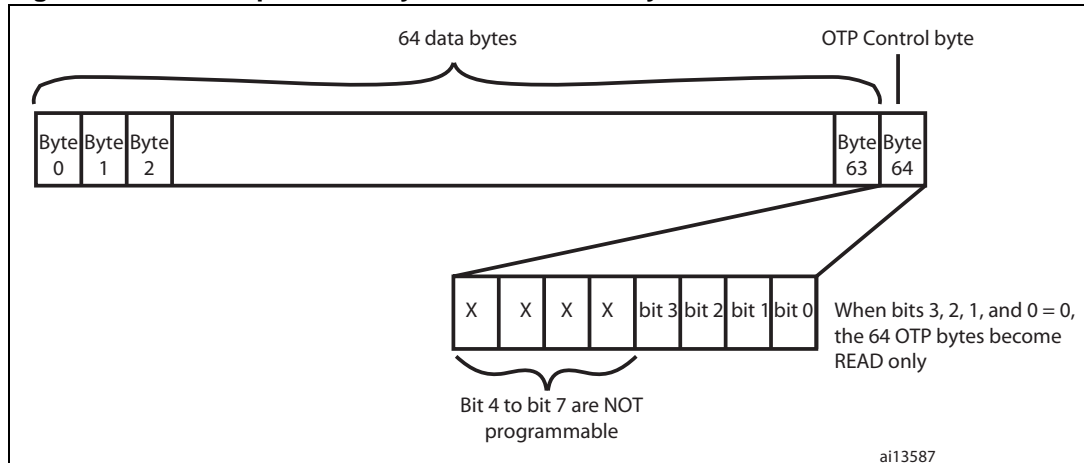 64 data bytes
OTP Control byte
Byte Byte Byte Byte Byte
0 1 2 63 64
X X X X bit 3 bit 2 bit 1 bit 0
When bits 3, 2, 1, and 0 = 0,
the 64 OTP bytes become
READ only
Bit 4 to bit 7 are NOT
programmable
ai13587